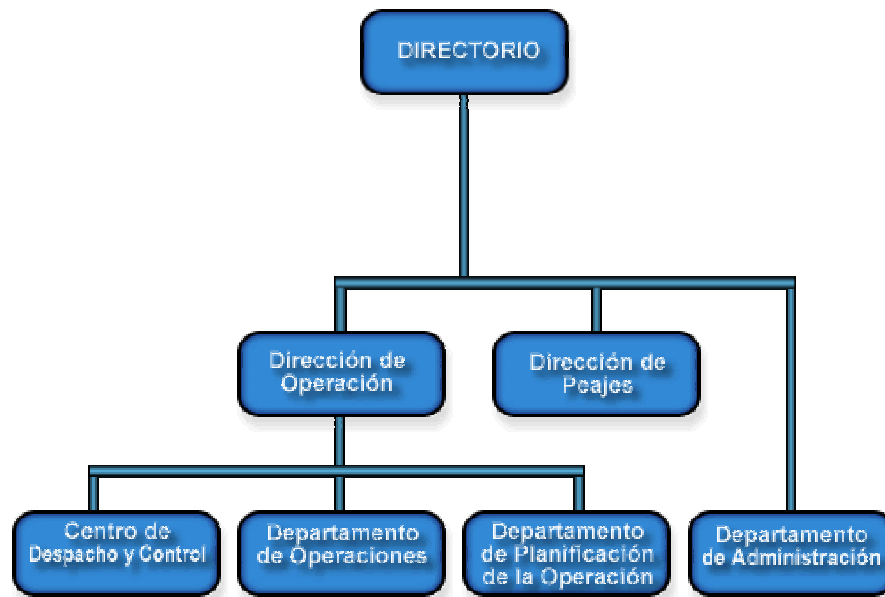 DIRECTORIO
Dirección de
Operación
Dirección de
Peajes
Centro de
Despacho y Control
Departamento
de Operaciones
Departamento
de Planificación
de la Operación
Departamento
de Administración